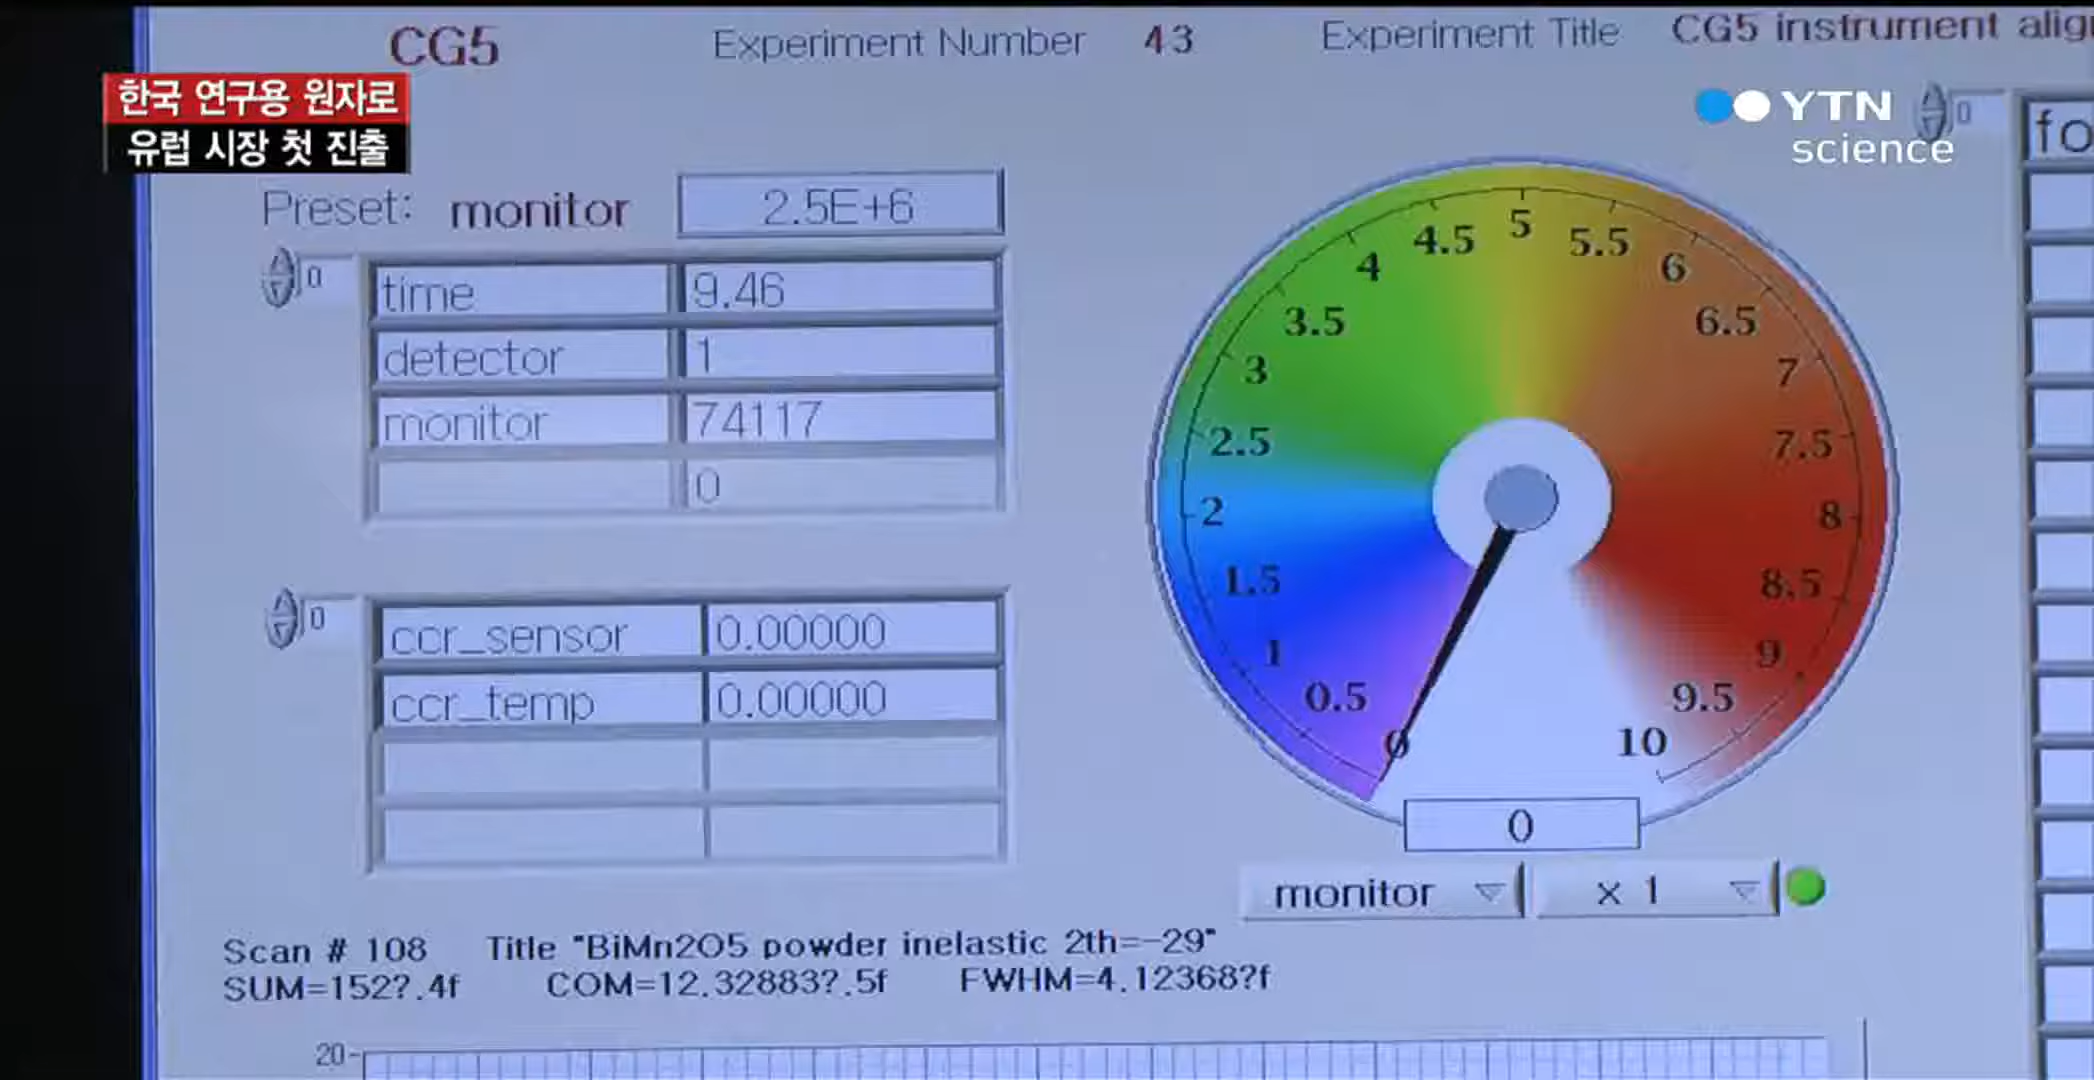 CG5 Experiment Number 43 Experiment Title CG5 instrument
한국 연구용 원자로
유럽 시장 첫 진출
YTN
science
0
fo
Preset: monitor 2.5E+6
0
time 9.46
detector 1
monitor 74117
0
0
ccr_sensor 0.00000
ccr_temp 0.00000
0
0.5
1
1.5
2
2.5
3
3.5
4
4.5
5
5.5
6
6.5
7
7.5
8
8.5
9
9.5
10
0
monitor x 1
Scan # 108 Title "BiMn2O5 powder inelastic 2th=-29"
SUM=152?.4f COM=12.32883?.5f FWHM=4.12368?f
20